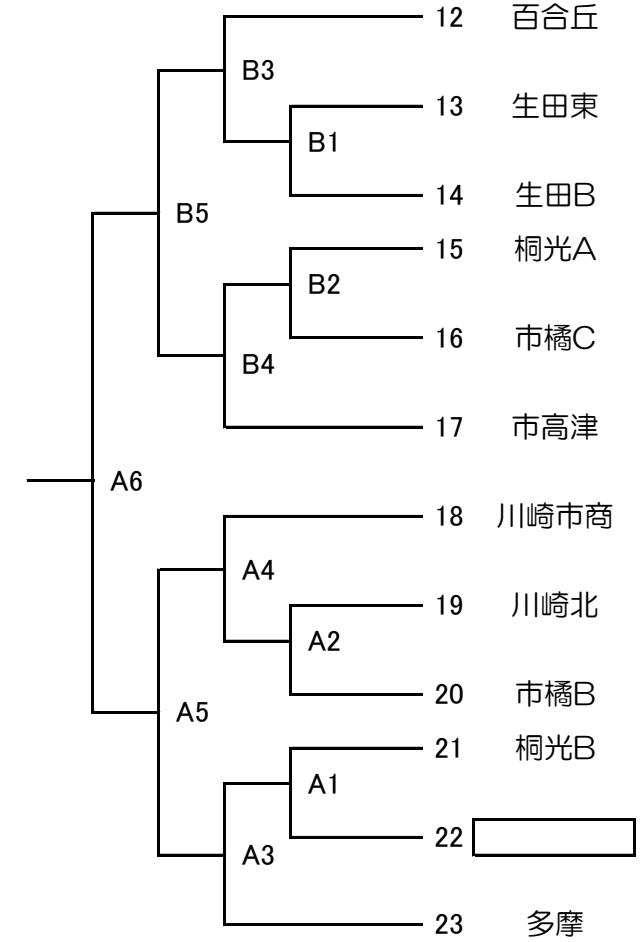 12 百合丘
B3
13 生田東
B1
14 生田B
B5
15 桐光A
B2
16 市橘C
B4
17 市高津
A6
18 川崎市商
A4
19 川崎北
A2
20 市橘B
A5
21 桐光B
A1
22
A3
23 多摩